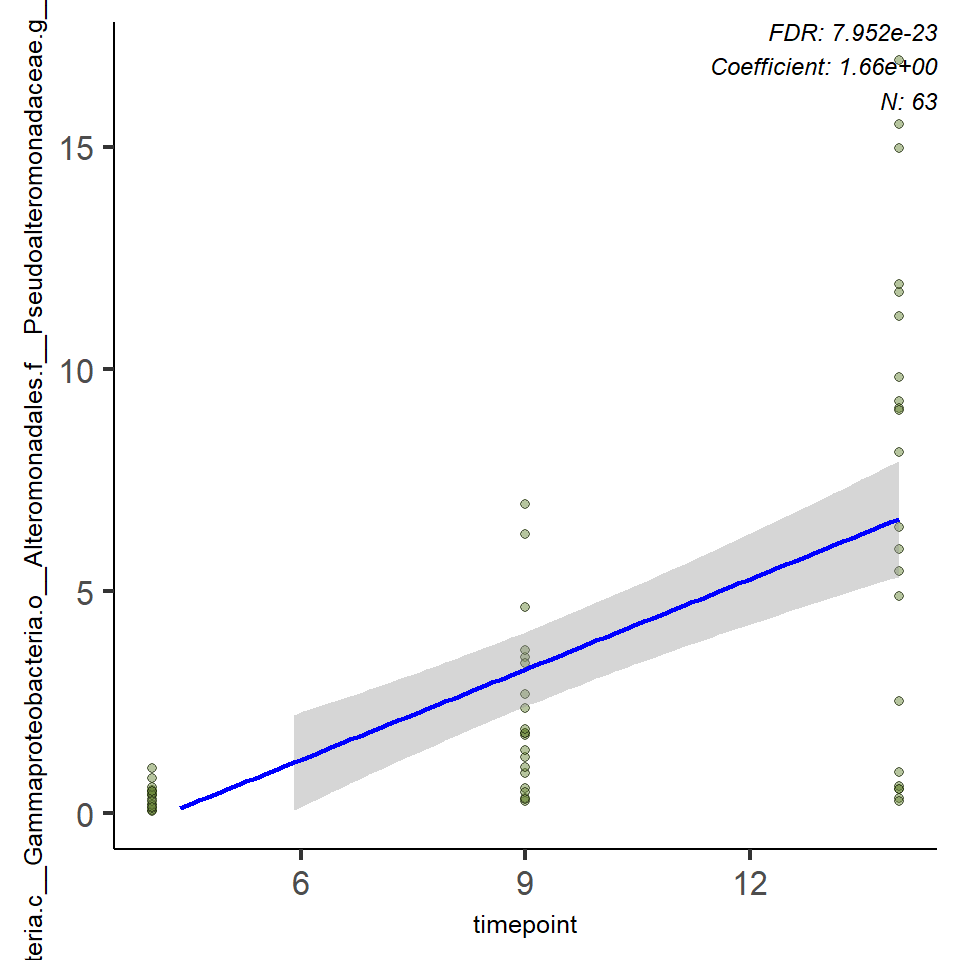 FDR: 7.952e-23
Coefficient: 1.66e+00
N: 63
teria.c__Gammaproteobacteria.o__Alteromonadales.f__Pseudoalteromonadaceae.g__
15
10
5
0
6 9 12
timepoint